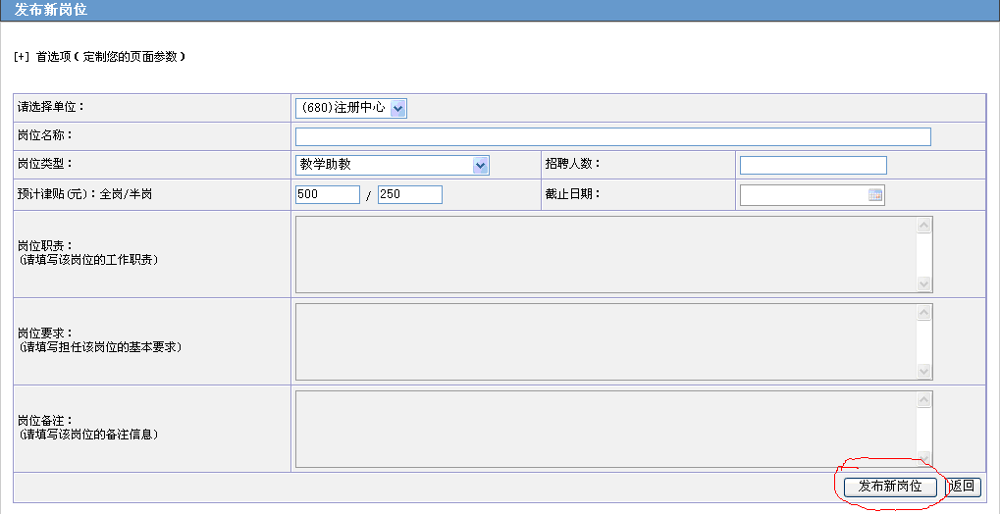 发布新岗位
[+] 首选项(定制您的页面参数)
请选择单位: (680)注册中心
岗位名称:
岗位类型: 教学助教 招聘人数:
预计津贴(元):全岗/半岗 500 / 250 截止日期:
岗位职责:
(请填写该岗位的工作职责)
岗位要求:
(请填写担任该岗位的基本要求)
岗位备注:
(请填写该岗位的备注信息)
发布新岗位 返回